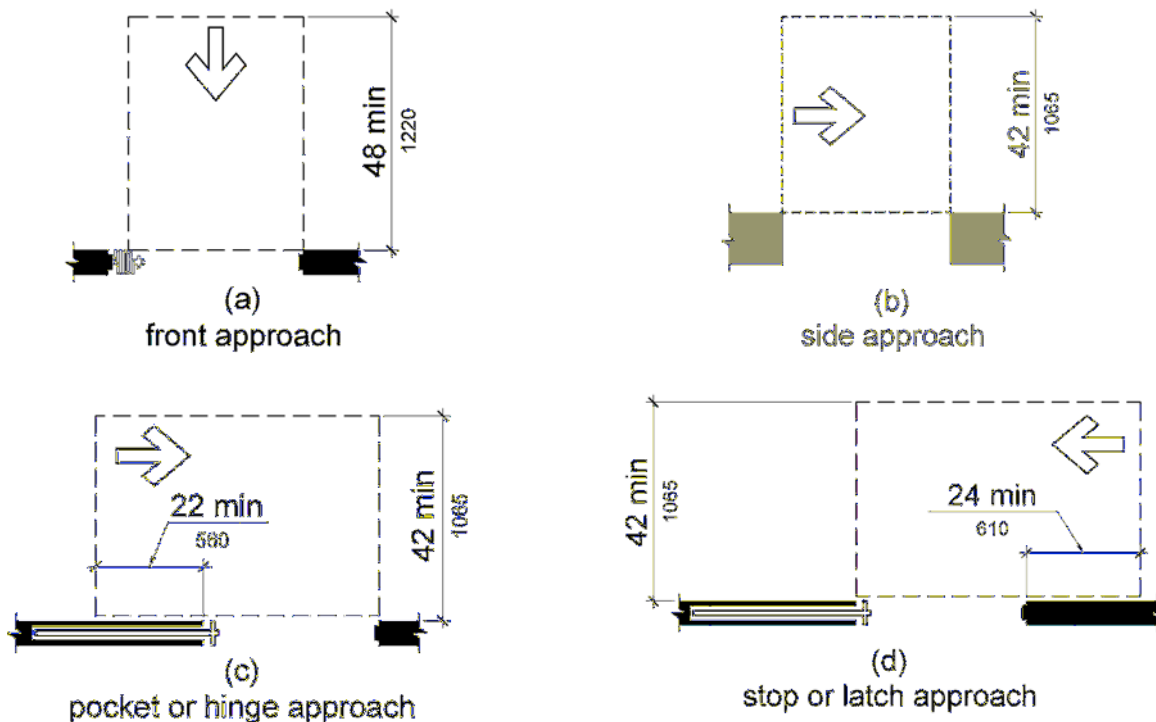 48 min
1220
(a)
front approach
42 min
1065
(b)
side approach
22 min
560
42 min
1065
(c)
pocket or hinge approach
42 min
1065
24 min
610
(d)
stop or latch approach